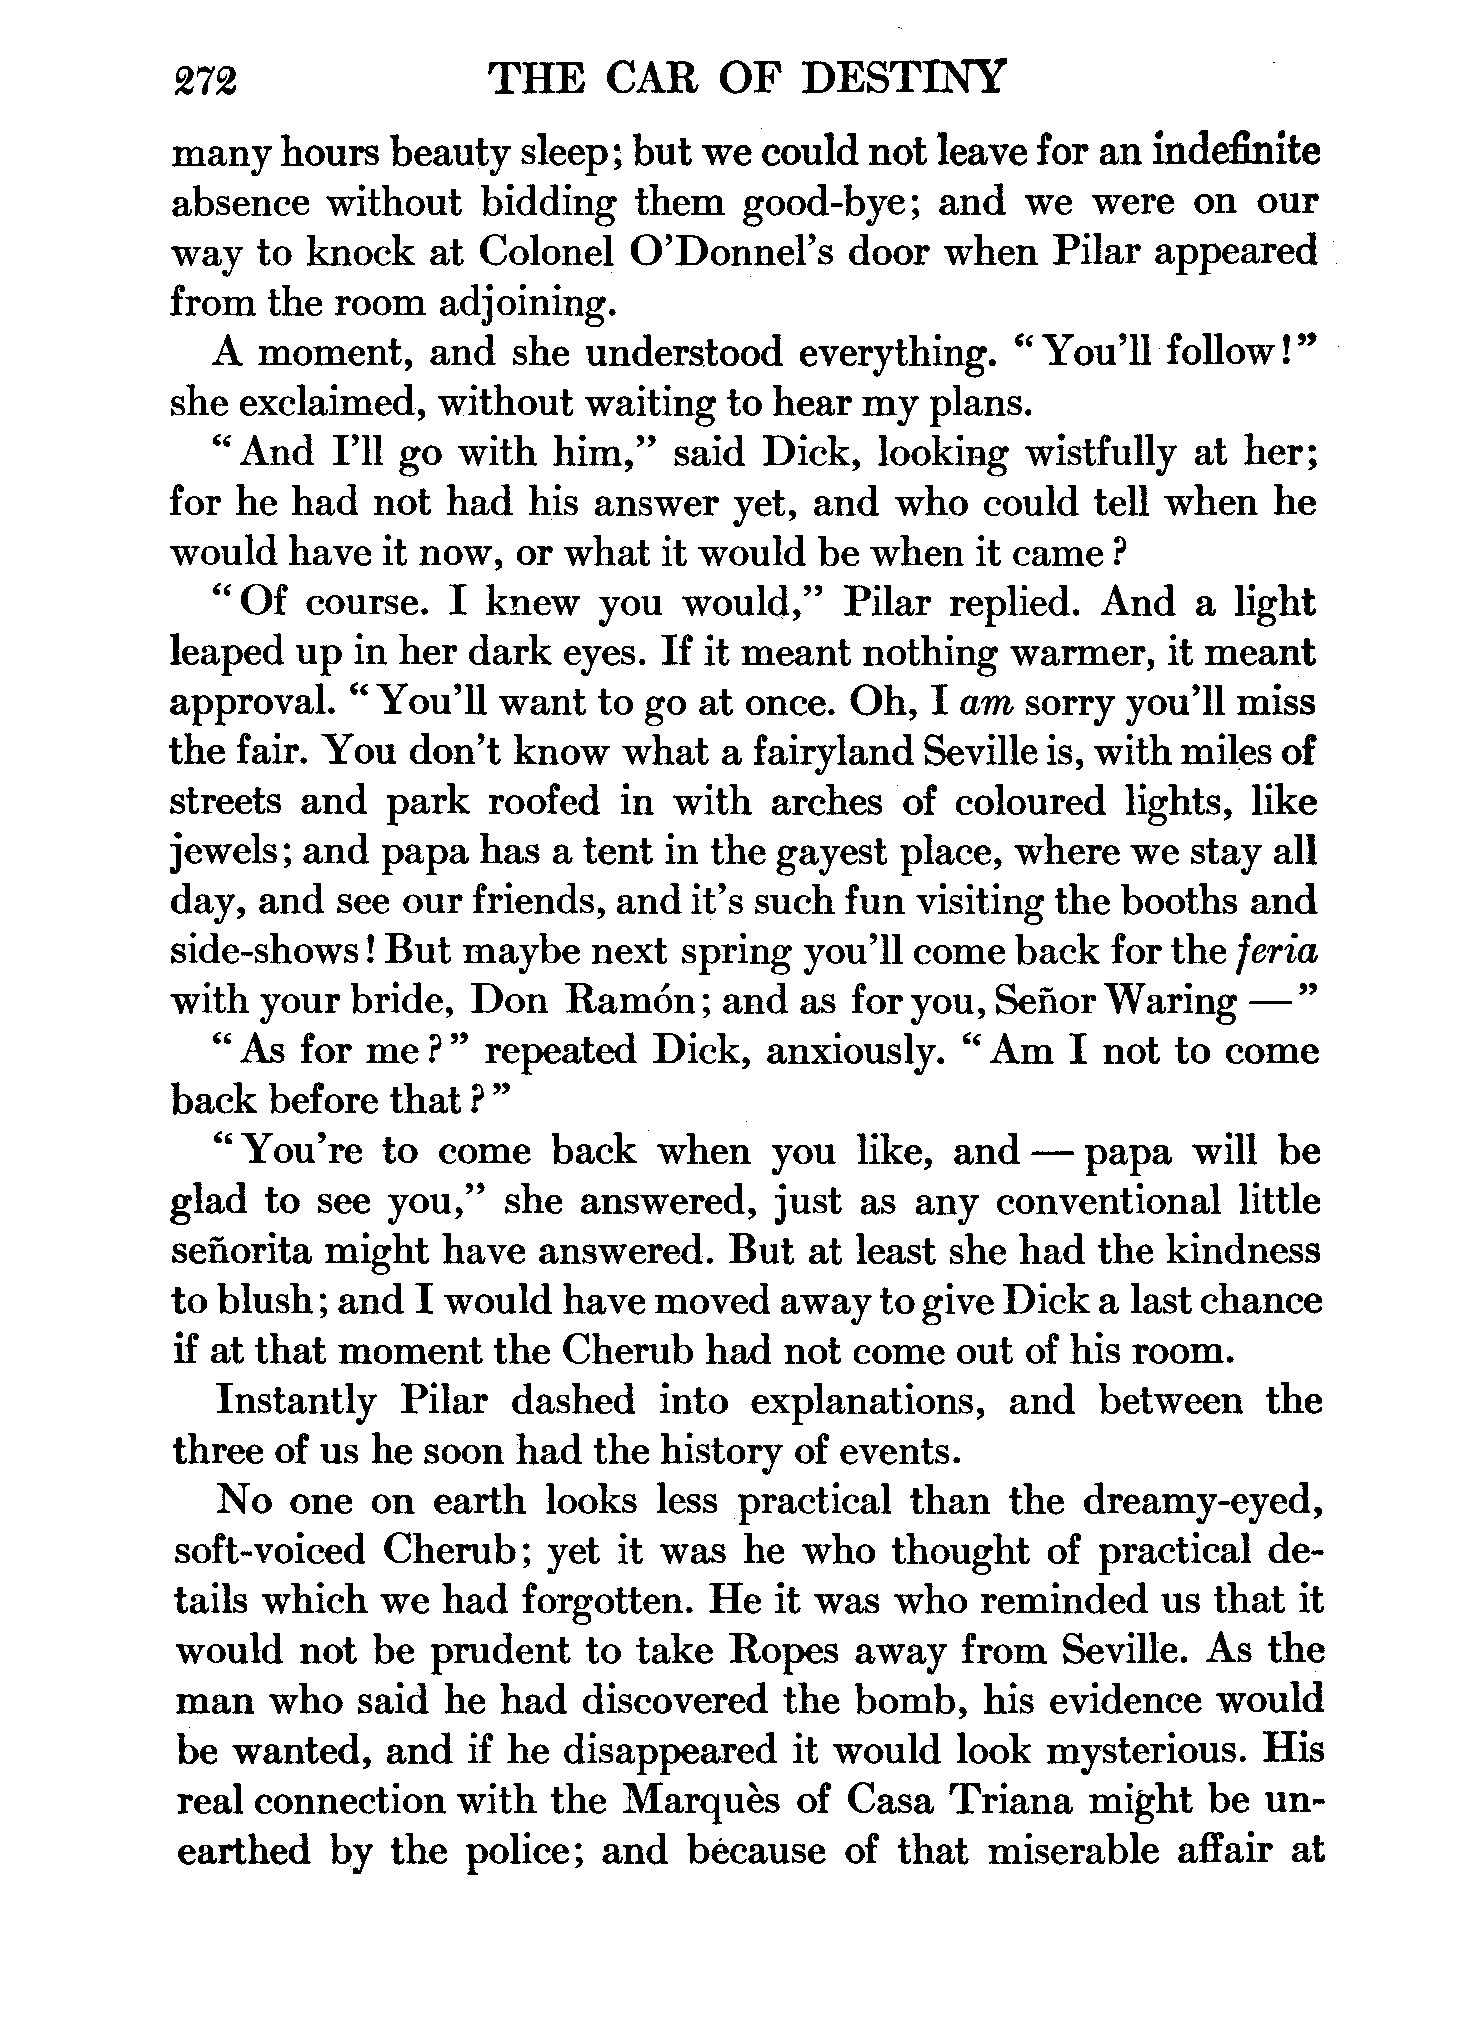 272 THE CAR OF DESTINY
many hours beauty sleep; but we could not leave for an indefinite
absence without bidding them good-bye; and we were on our
way to knock at Colonel O'Donnel's door when Pilar appeared
from the room adjoining.
A moment, and she understood everything. "You'll follow!"
she exclaimed, without waiting to hear my plans.
"And I'll go with him," said Dick, looking wistfully at her;
for he had not had his answer yet, and who could tell when he
would have it now, or what it would be when it came?
"Of course. I knew you would," Pilar replied. And a light
leaped up in her dark eyes. If it meant nothing warmer, it meant
approval. "You'll want to go at once. Oh, I am sorry you'll miss
the fair. You don't know what a fairyland Seville is, with miles of
streets and park roofed in with arches of coloured lights, like
jewels; and papa has a tent in the gayest place, where we stay all
day, and see our friends, and it's such fun visiting the booths and
side-shows! But maybe next spring you'll come back for the feria
with your bride, Don Ramón; and as for you, Señor Waring —"
"As for me?" repeated Dick, anxiously. "Am I not to come
back before that?"
"You're to come back when you like, and — papa will be
glad to see you," she answered, just as any conventional little
señorita might have answered. But at least she had the kindness
to blush; and I would have moved away to give Dick a last chance
if at that moment the Cherub had not come out of his room.
Instantly Pilar dashed into explanations, and between the
three of us he soon had the history of events.
No one on earth looks less practical than the dreamy-eyed,
soft-voiced Cherub; yet it was he who thought of practical de-
tails which we had forgotten. He it was who reminded us that it
would not be prudent to take Ropes away from Seville. As the
man who said he had discovered the bomb, his evidence would
be wanted, and if he disappeared it would look mysterious. His
real connection with the Marquès of Casa Triana might be un-
earthed by the police; and because of that miserable affair at